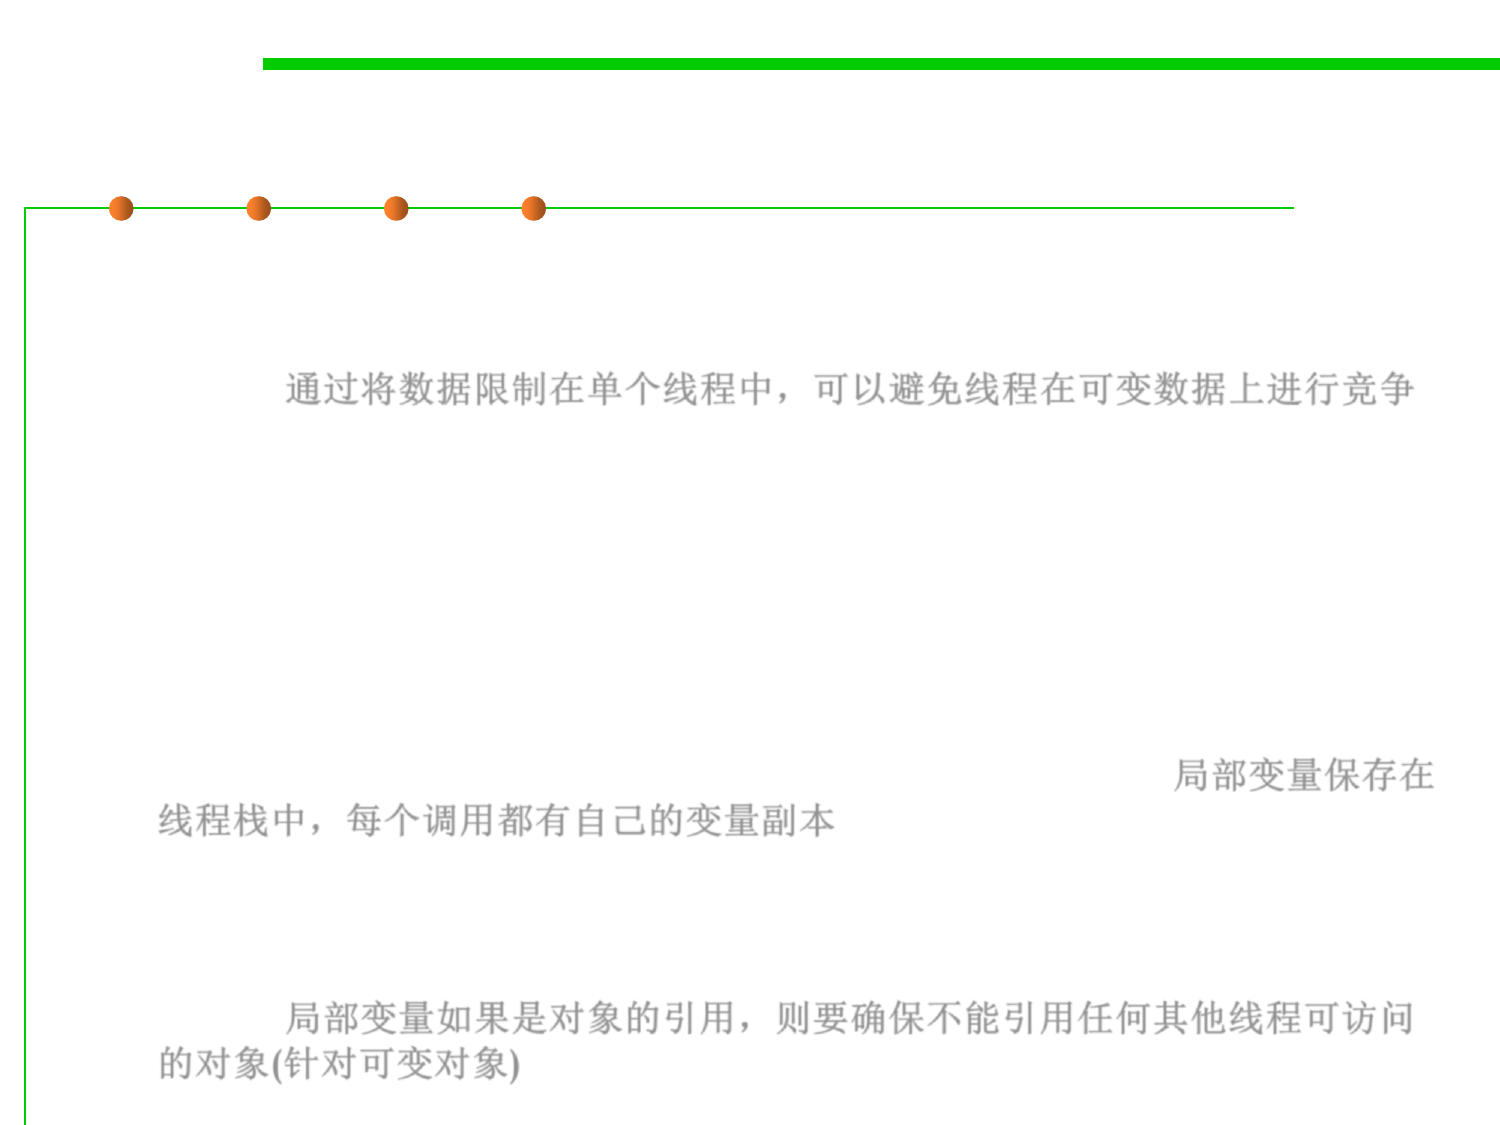 通过将数据限制在单个线程中，可以避免线程在可变数据上进行竞争
局部变量保存在
线程栈中，每个调用都有自己的变量副本
局部变量如果是对象的引用，则要确保不能引用任何其他线程可访问
的对象(针对可变对象)